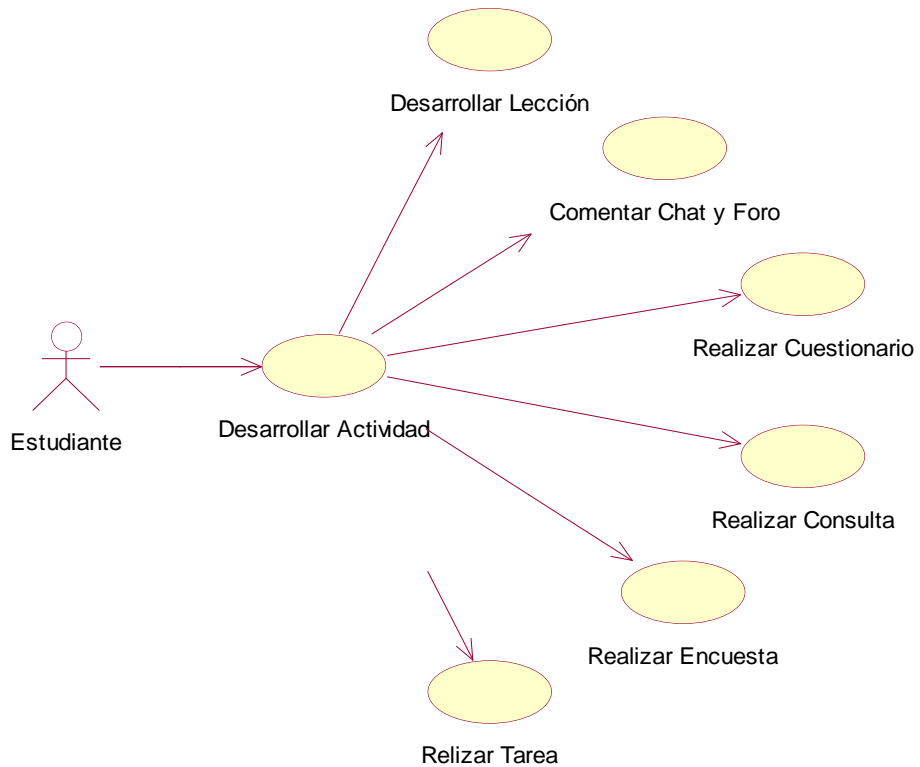 Desarrollar Lección
Comentar Chat y Foro
Realizar Cuestionario
Estudiante
Desarrollar Actividad
Realizar Consulta
Realizar Encuesta
Relizar Tarea